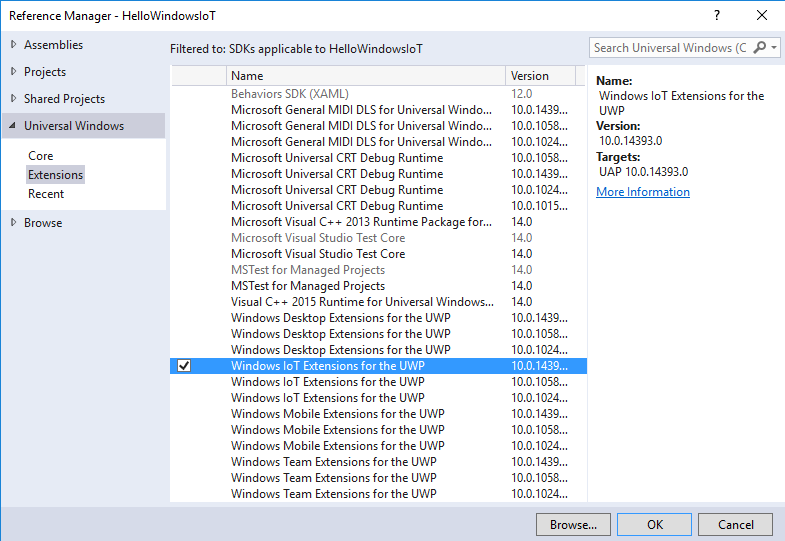 Reference Manager - HelloWindowsIoT
Assemblies
Projects
Shared Projects
Universal Windows
Core
Extensions
Recent
Browse
Filtered to: SDKs applicable to HelloWindowsIoT
Name Version
Behaviors SDK (XAML) 12.0
Microsoft General MIDI DLS for Universal Windo... 10.0.1439...
Microsoft General MIDI DLS for Universal Windo... 10.0.1058...
Microsoft General MIDI DLS for Universal Windo... 10.0.1024...
Microsoft Universal CRT Debug Runtime 10.0.1058...
Microsoft Universal CRT Debug Runtime 10.0.1439...
Microsoft Universal CRT Debug Runtime 10.0.1024...
Microsoft Universal CRT Debug Runtime 10.0.1015...
Microsoft Visual C++ 2013 Runtime Package for... 14.0
Microsoft Visual Studio Test Core 14.0
Microsoft Visual Studio Test Core 14.0
MSTest for Managed Projects 14.0
MSTest for Managed Projects 14.0
Visual C++ 2015 Runtime for Universal Windows... 14.0
Windows Desktop Extensions for the UWP 10.0.1439...
Windows Desktop Extensions for the UWP 10.0.1058...
Windows Desktop Extensions for the UWP 10.0.1024...
Windows IoT Extensions for the UWP 10.0.1439...
Windows IoT Extensions for the UWP 10.0.1058...
Windows IoT Extensions for the UWP 10.0.1024...
Windows Mobile Extensions for the UWP 10.0.1439...
Windows Mobile Extensions for the UWP 10.0.1058...
Windows Mobile Extensions for the UWP 10.0.1024...
Windows Team Extensions for the UWP 10.0.1439...
Windows Team Extensions for the UWP 10.0.1058...
Windows Team Extensions for the UWP 10.0.1024...
Search Universal Windows (C
Name:
Windows IoT Extensions for the
UWP
Version:
10.0.14393.0
Targets:
UAP 10.0.14393.0
More Information
Browse... OK Cancel